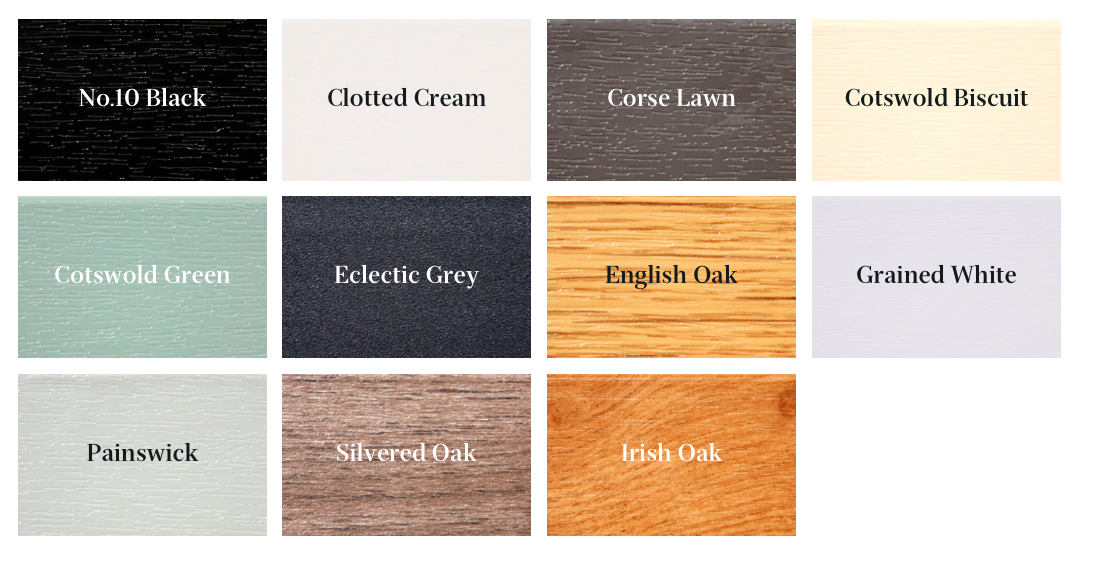 No.10 Black
Clotted Cream
Corse Lawn
Cotswold Biscuit
Cotswold Green
Eclectic Grey
English Oak
Grained White
Painswick
Silvered Oak
Irish Oak